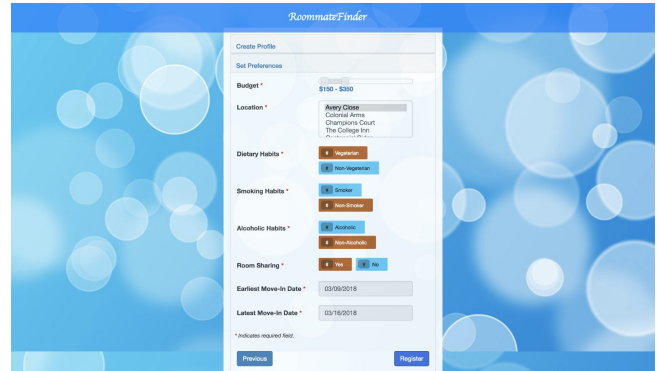 RoommateFinder
Create Profile
Set Preferences
Budget *
$150 - $350
Location *
Avery Close
Colonial Arms
Champions Court
The College Inn
Dietary Habits *
Vegetarian
Non-Vegetarian
Smoking Habits *
Smoker
Non-Smoker
Alcoholic Habits *
Alcoholic
Non-Alcoholic
Room Sharing *
Yes No
Earliest Move-In Date * 03/09/2018
Latest Move-In Date * 03/16/2018
* Indicates required field.
Previous Register